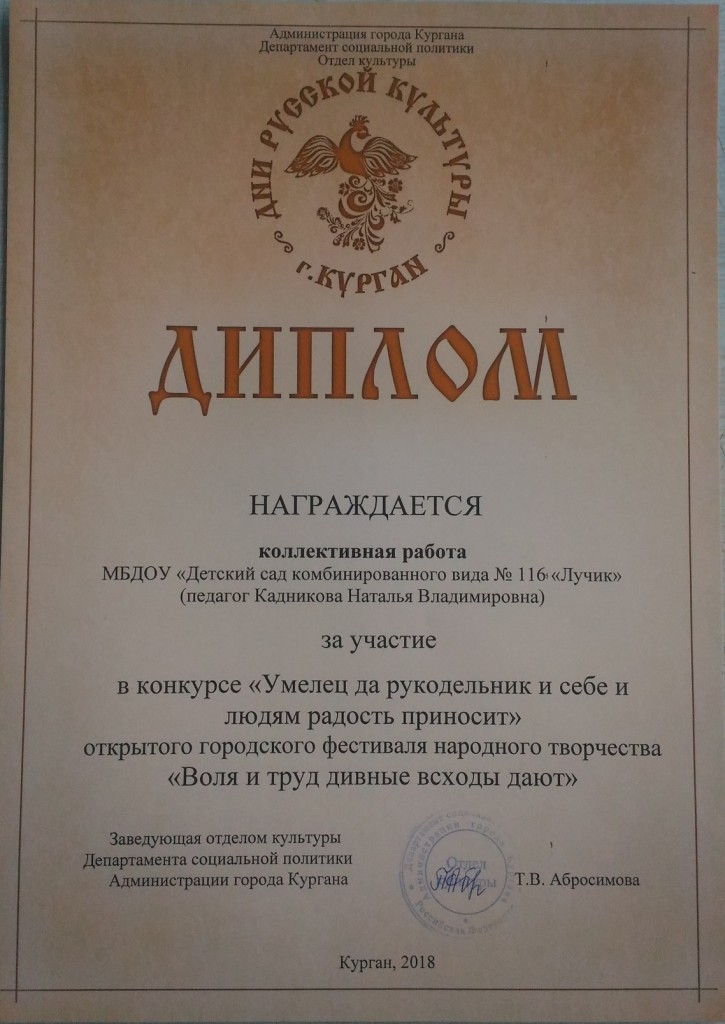 Администрация города Кургана
Департамент социальной политики
Отдел культуры
ДНИ РУССКОЙ КУЛЬТУРЫ
г. КУРГАН
ДИПЛОМ
НАГРАЖДАЕТСЯ
коллективная работа
МБДОУ «Детский сад комбинированного вида № 116 «Лучик»
(педагог Кадникова Наталья Владимировна)
за участие
в конкурсе «Умелец да рукодельник и себе и
людям радость приносит»
открытого городского фестиваля народного творчества
«Воля и труд дивные всходы дают»
Заведующая отделом культуры
Департамента социальной политики
Администрации города Кургана
Отдел
культуры
Т.В. Абросимова
Курган, 2018